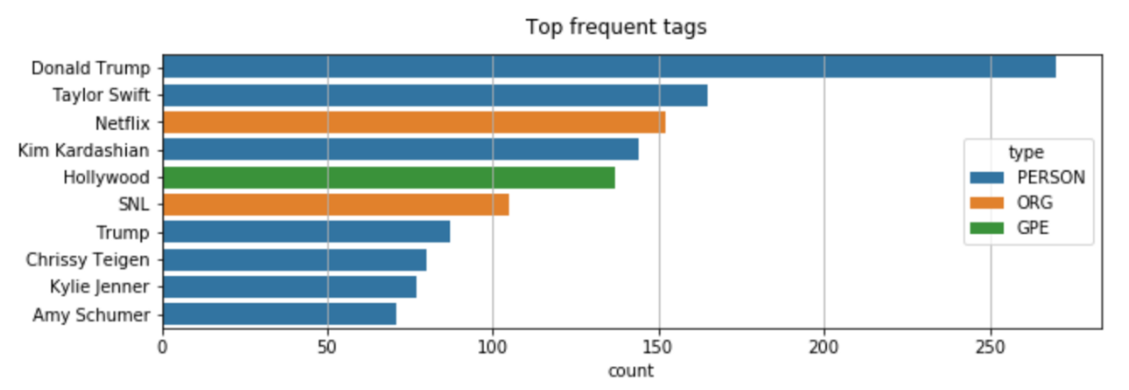 Top frequent tags
Donald Trump
Taylor Swift
Netflix
Kim Kardashian
Hollywood
SNL
Trump
Chrissy Teigen
Kylie Jenner
Amy Schumer
type
PERSON
ORG
GPE
0 50 100 150 200 250
count